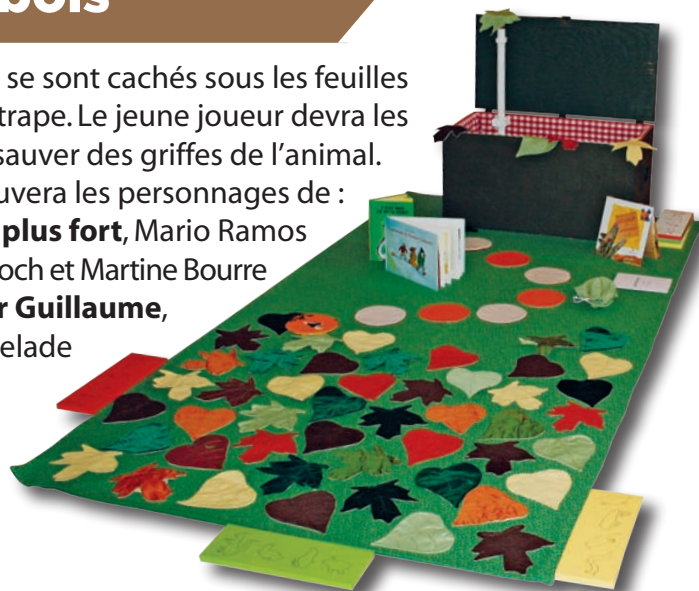 bois
se sont cachés sous les feuilles
trape. Le jeune joueur devra les
sauver des griffes de l’animal.
uvera les personnages de :
plus fort, Mario Ramos
och et Martine Bourre
r Guillaume,
elade